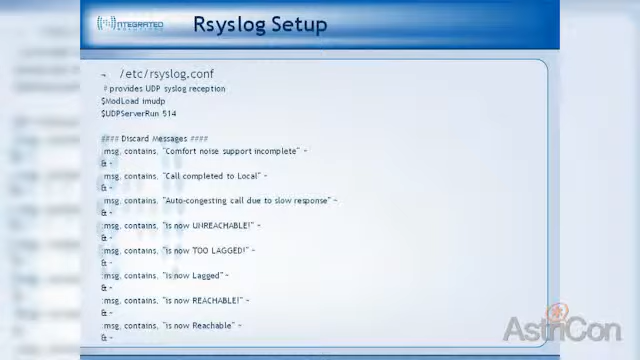 INTEGRATED
Rsyslog Setup
/etc/rsyslog.conf
# provides UDP syslog reception
$ModLoad imudp
$UDPServerRun 514
#### Discard Messages ####
:msg, contains, "Comfort noise support incomplete" ~
& ~
:msg, contains, "Call completed to Local" ~
& ~
:msg, contains, "Auto-congesting call due to slow response" ~
& ~
:msg, contains, "is now UNREACHABLE!" ~
& ~
:msg, contains, "is now TOO LAGGED!" ~
& ~
:msg, contains, "is now Lagged" ~
& ~
:msg, contains, "is now REACHABLE!" ~
& ~
:msg, contains, "is now Reachable" ~
& ~
AstriCon